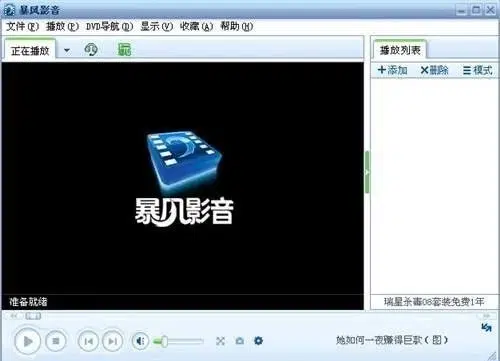 暴风影音
文件(F) 播放(P) DVD导航(D) 显示(V) 收藏(A) 帮助(H)
正在播放
播放列表
添加 删除 模式
暴风影音
准备就绪
瑞星杀毒08套装免费1年
她如何一夜赚得巨款(图)